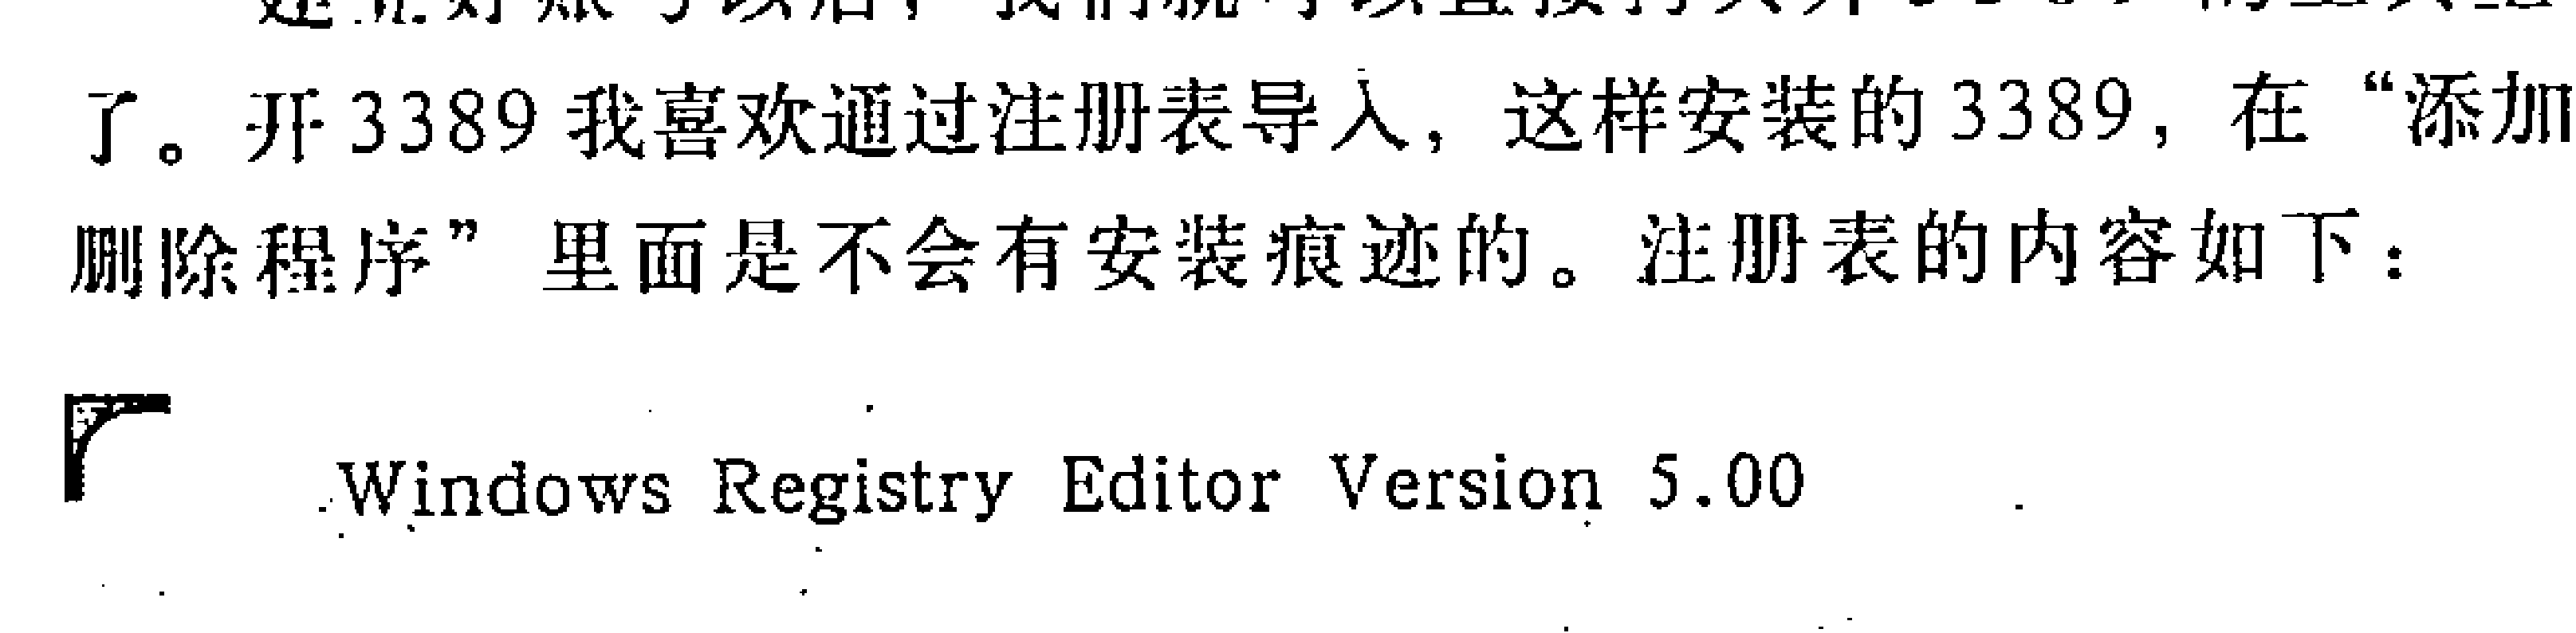 了。开3389我喜欢通过注册表导入，这样安装的3389，在“添加
删除程序”里面是不会有安装痕迹的。注册表的内容如下：
Windows Registry Editor Version 5.00